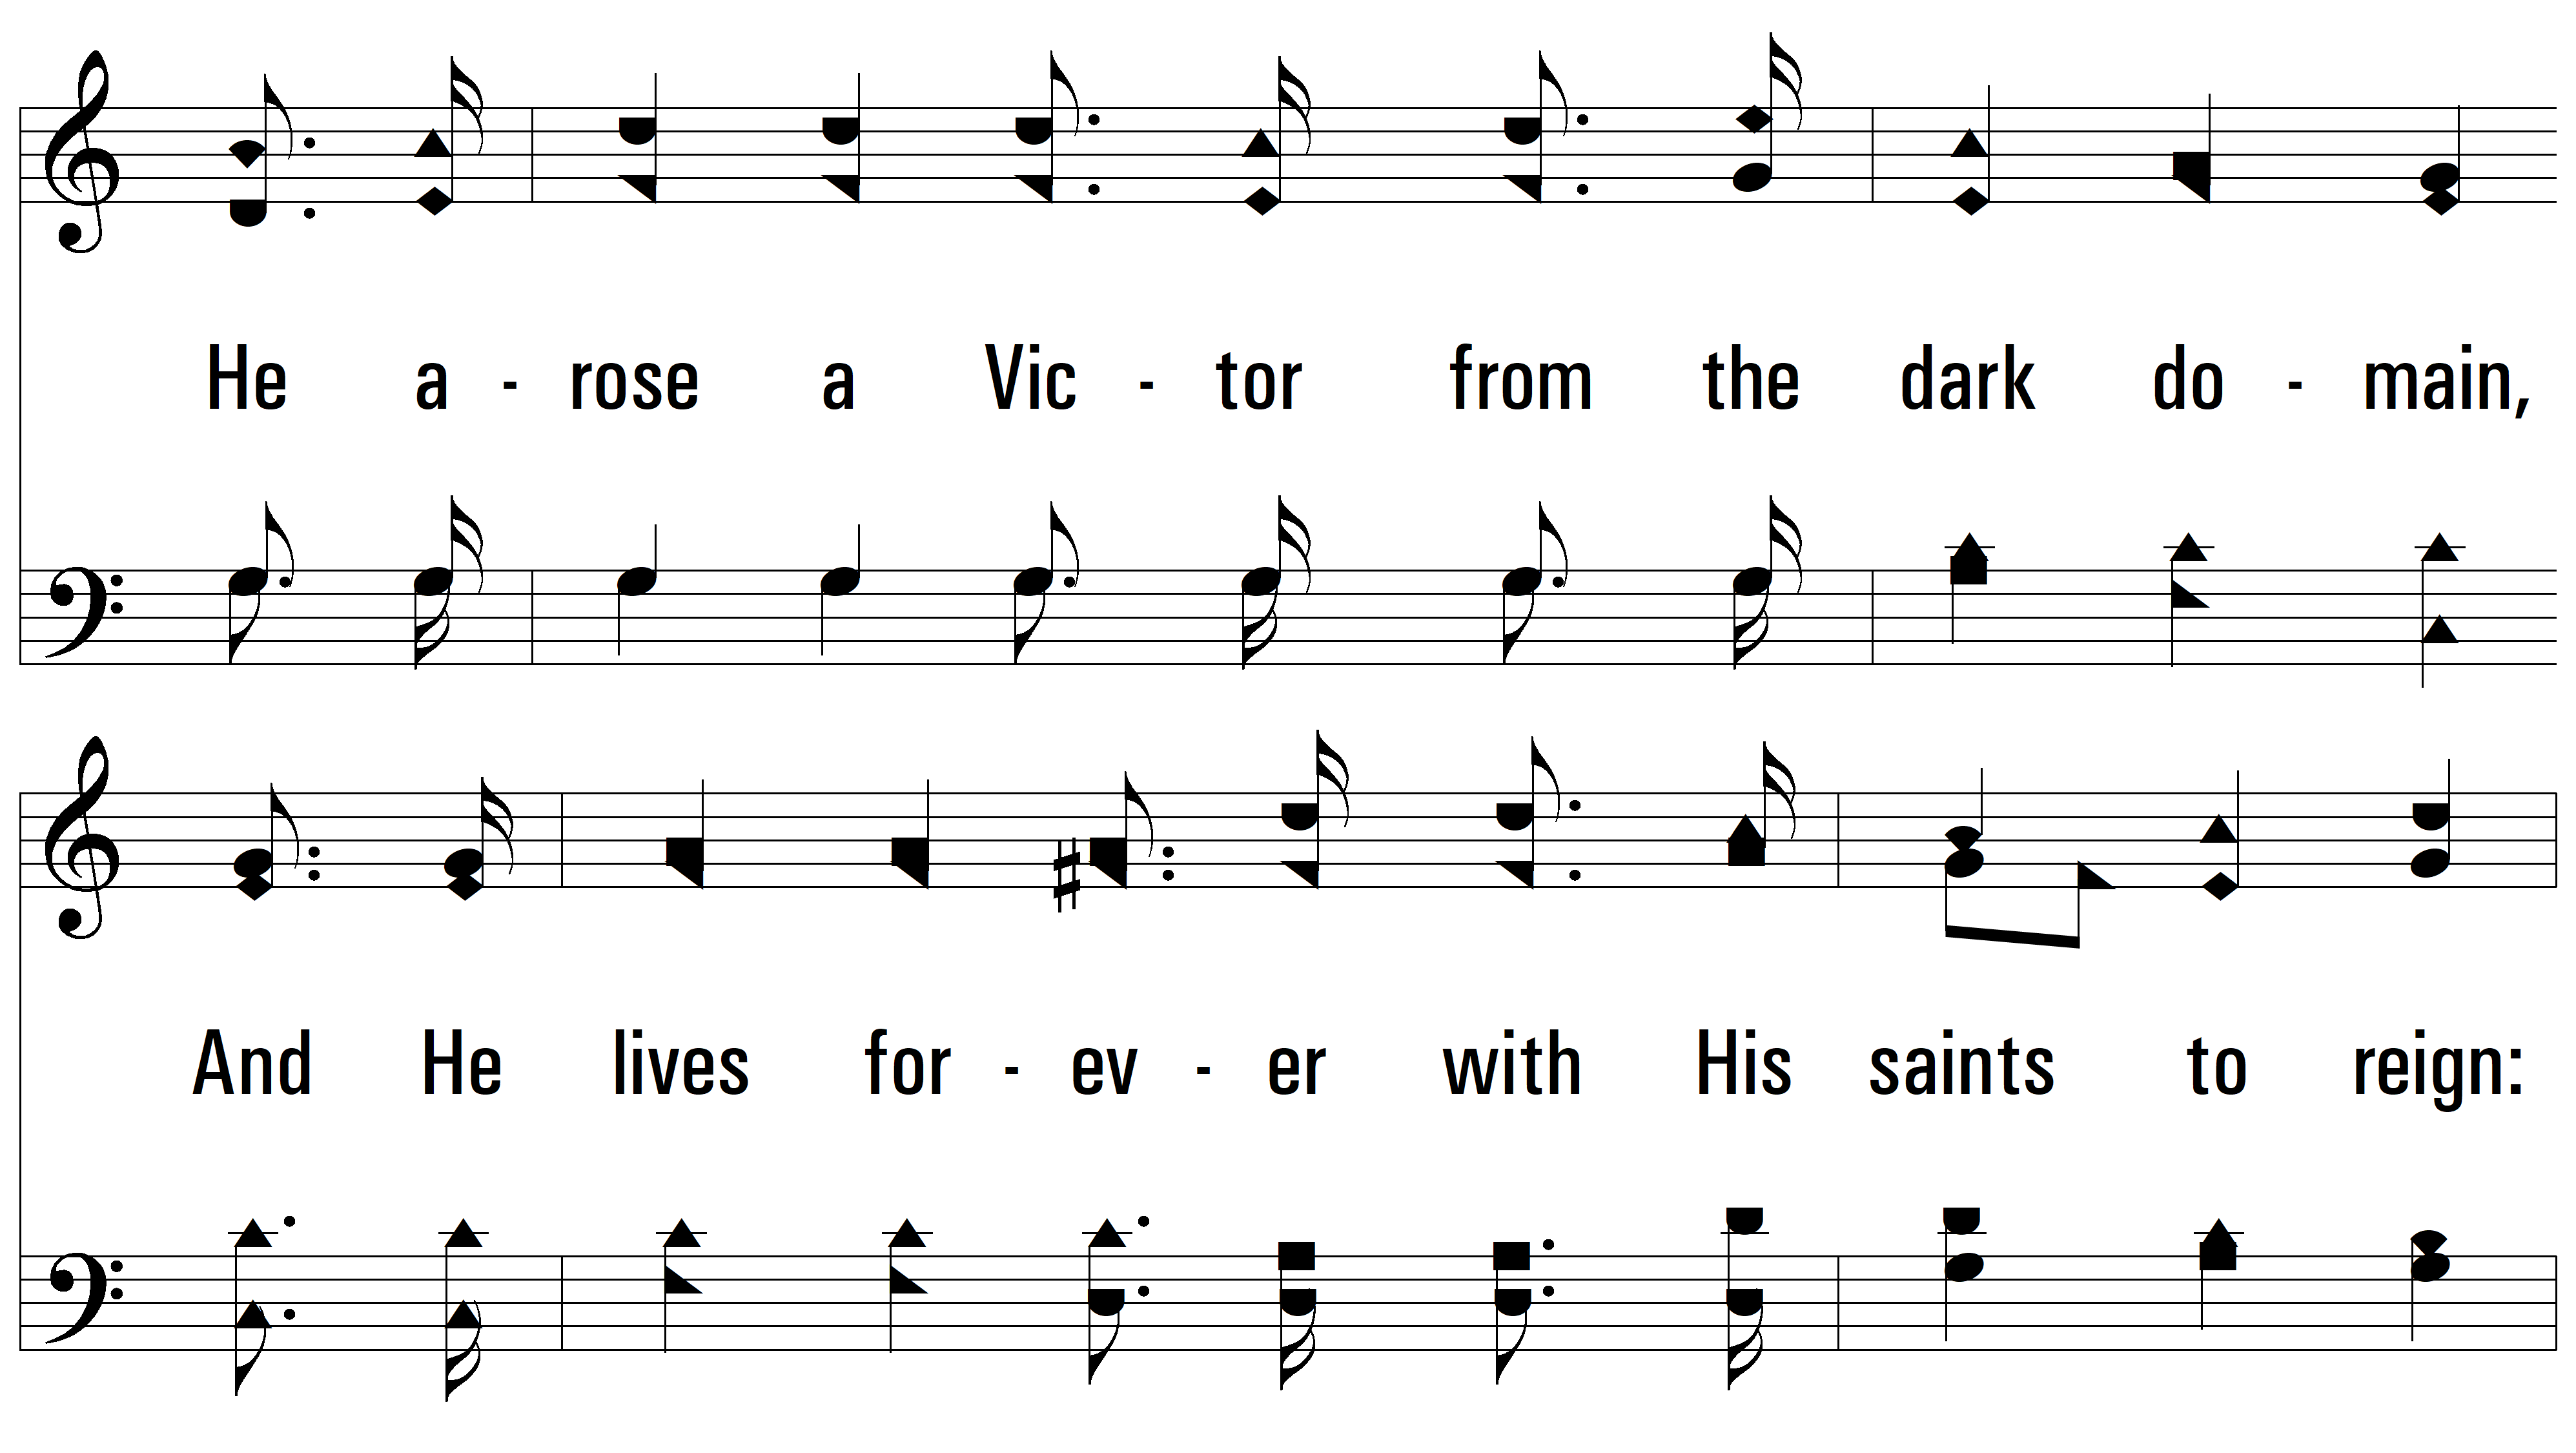 He a - rose a Vic - tor from the dark do - main,
And He lives for - ev - er with His saints to reign: